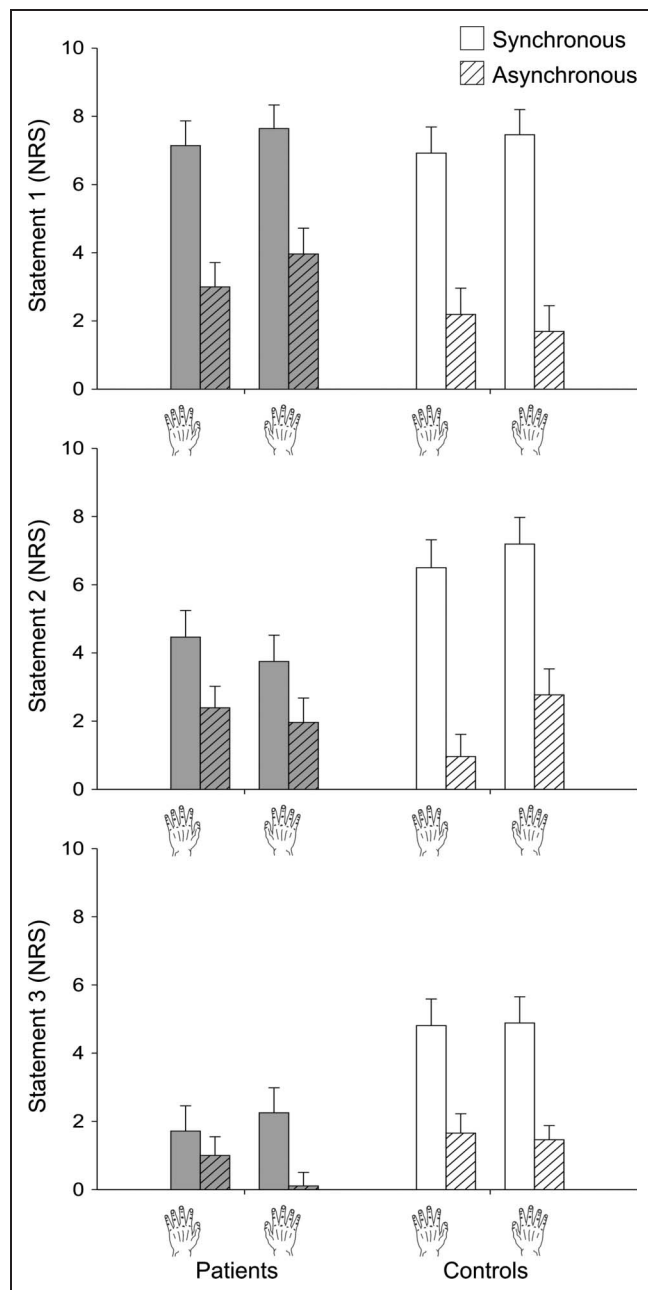 Synchronous
Asynchronous
10
8
6
4
2
0
Statement 1 (NRS)
10
8
6
4
2
0
Statement 2 (NRS)
10
8
6
4
2
0
Statement 3 (NRS)
Patients
Controls